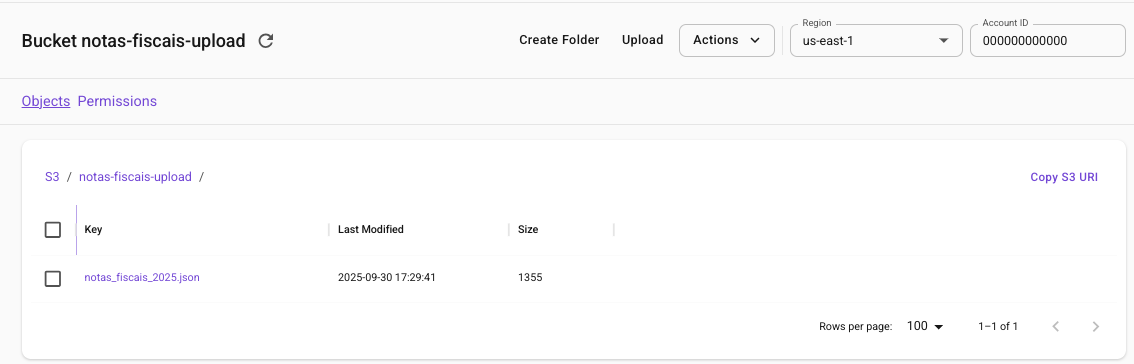 Bucket notas-fiscais-upload
Create Folder
Upload
Actions
Region
us-east-1
Account ID
000000000000
Objects
Permissions
S3 / notas-fiscais-upload /
Copy S3 URI
Key
Last Modified
Size
notas_fiscais_2025.json
2025-09-30 17:29:41
1355
Rows per page: 100
1–1 of 1